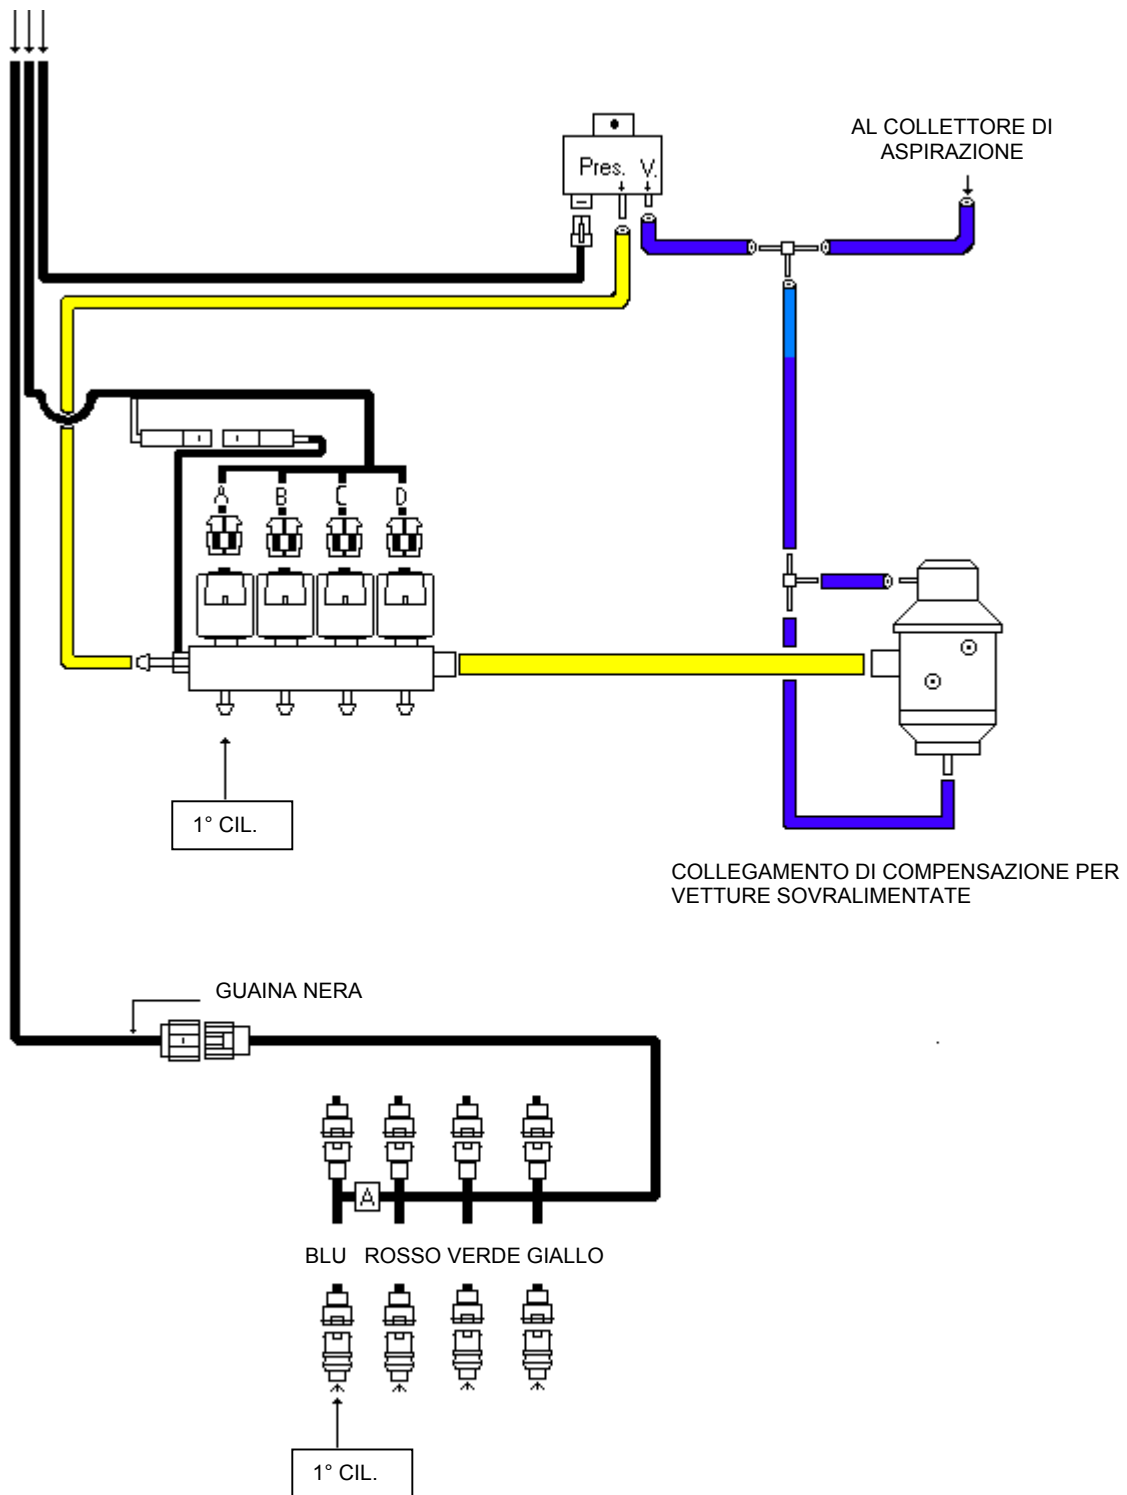 AL COLLETTORE DI
ASPIRAZIONE
Pres. V.
A B C D
1° CIL.
COLLEGAMENTO DI COMPENSAZIONE PER
VETTURE SOVRALIMENTATE
GUAINA NERA
A
BLU ROSSO VERDE GIALLO
1° CIL.